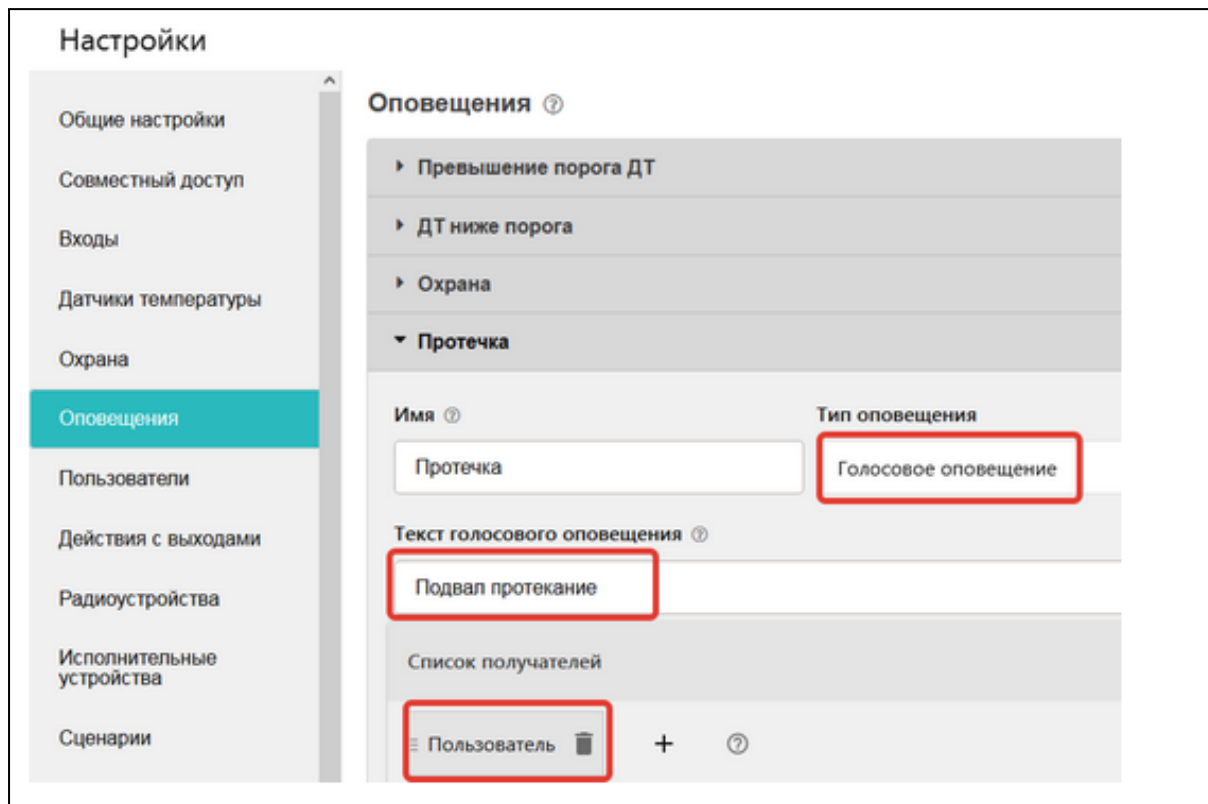 Настройки
Общие настройки
Совместный доступ
Входы
Датчики температуры
Охрана
Оповещения
Пользователи
Действия с выходами
Радиоустройства
Исполнительные
устройства
Сценарии
Оповещения
Превышение порога ДТ
ДТ ниже порога
Охрана
Протечка
Имя
Тип оповещения
Протечка
Голосовое оповещение
Текст голосового оповещения
Подвал протекание
Список получателей
Пользователь